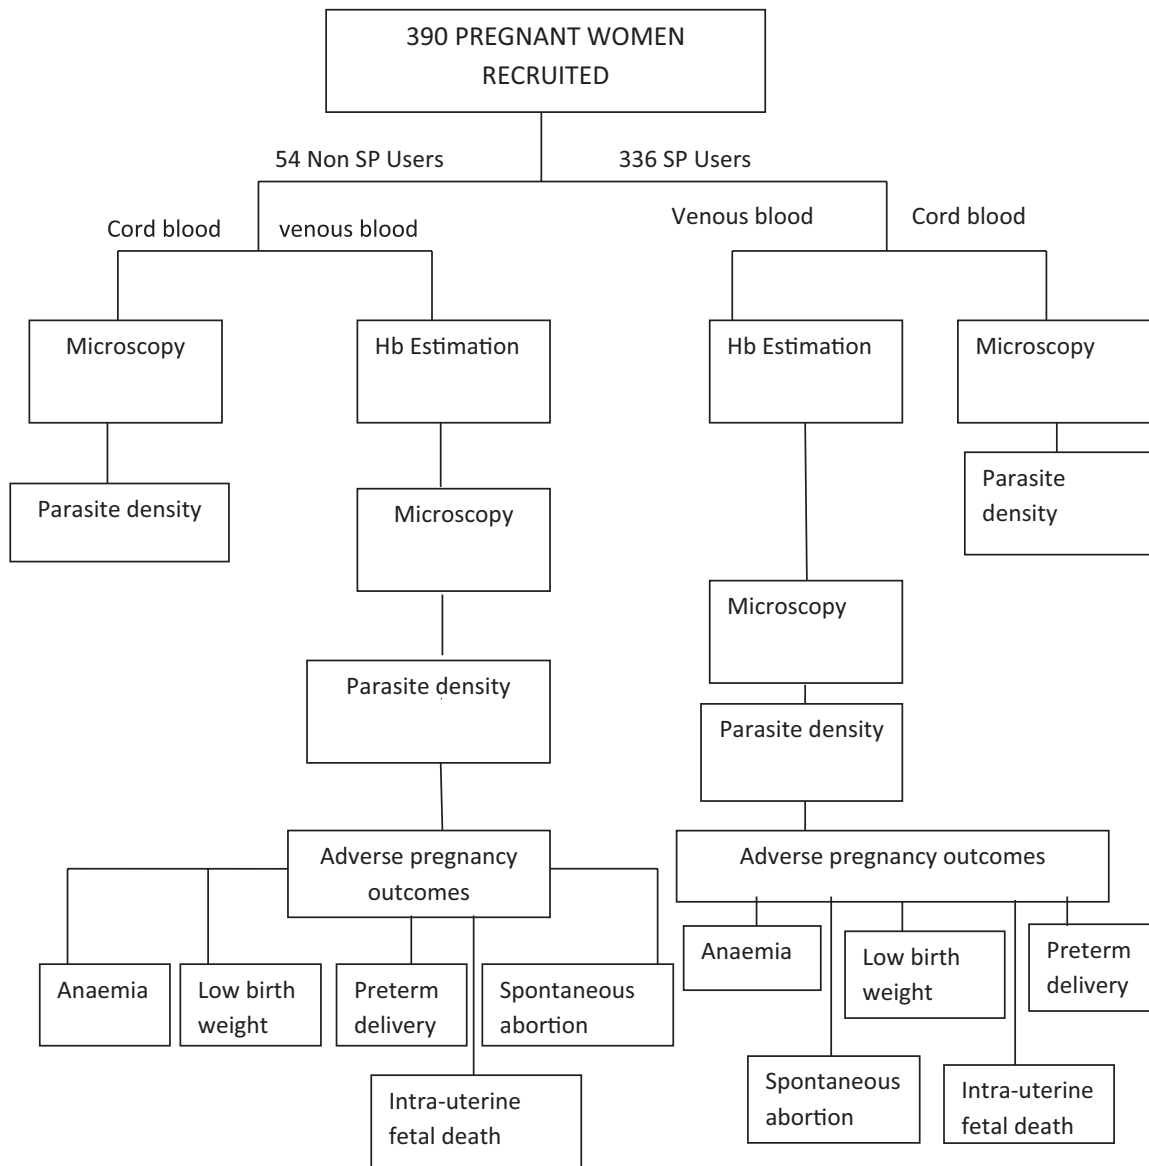 390 PREGNANT WOMEN
RECRUITED
54 Non SP Users
336 SP Users
Cord blood
venous blood
Venous blood
Cord blood
Microscopy
Hb Estimation
Hb Estimation
Microscopy
Parasite density
Microscopy
Parasite
density
Microscopy
Parasite density
Parasite density
Adverse pregnancy
outcomes
Adverse pregnancy outcomes
Anaemia
Low birth
weight
Preterm
delivery
Spontaneous
abortion
Intra-uterine
fetal death
Anaemia
Low birth
weight
Preterm
delivery
Spontaneous
abortion
Intra-uterine
fetal death